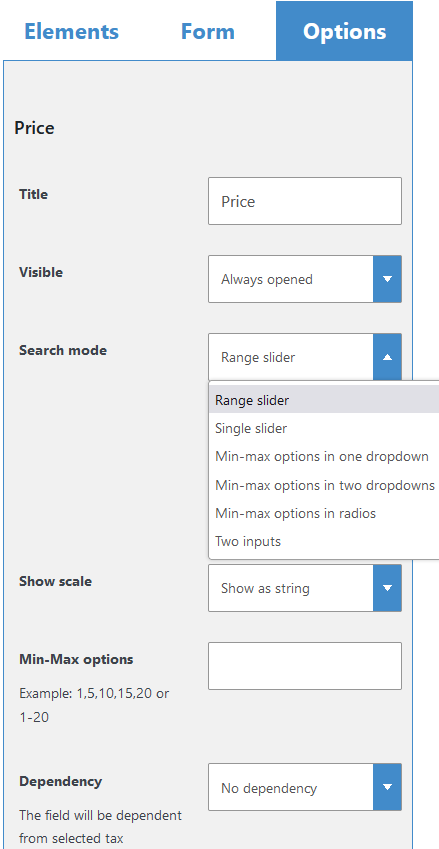 Elements Form Options
Price
Title Price
Visible Always opened
Search mode Range slider
Range slider
Single slider
Min-max options in one dropdown
Min-max options in two dropdowns
Min-max options in radios
Two inputs
Show scale Show as string
Min-Max options
Example: 1,5,10,15,20 or
1-20
Dependency No dependency
The field will be dependent
from selected tax